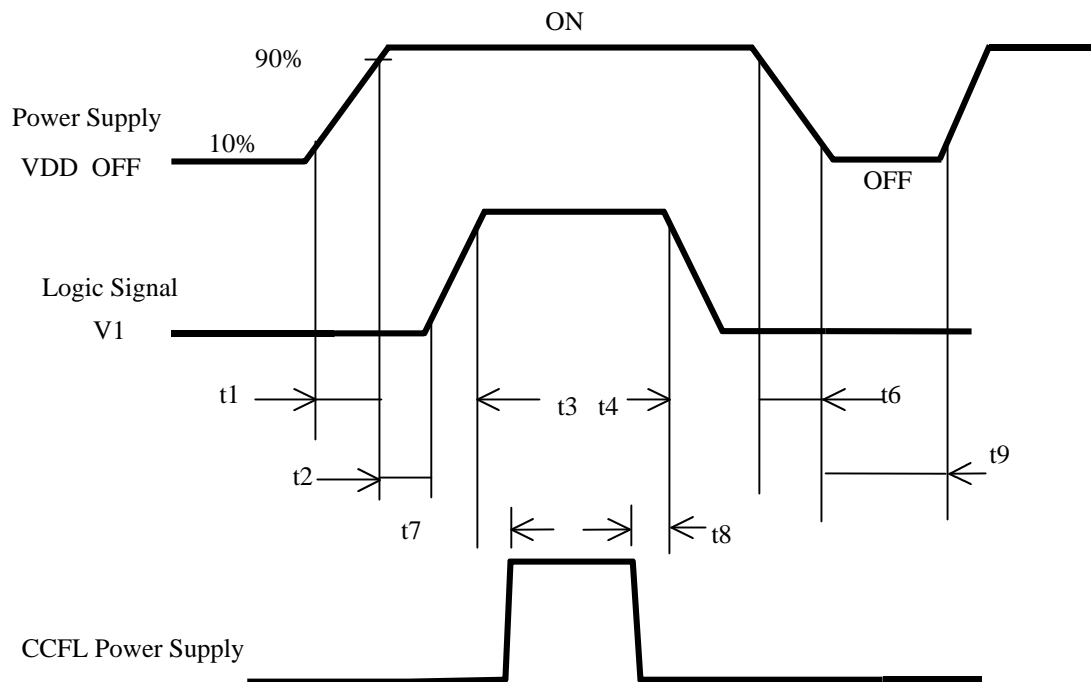 ON
90%
Power Supply
10%
VDD OFF
OFF
Logic Signal
V1
t1
t3 t4
t6
t2
t9
t7
t8
CCFL Power Supply